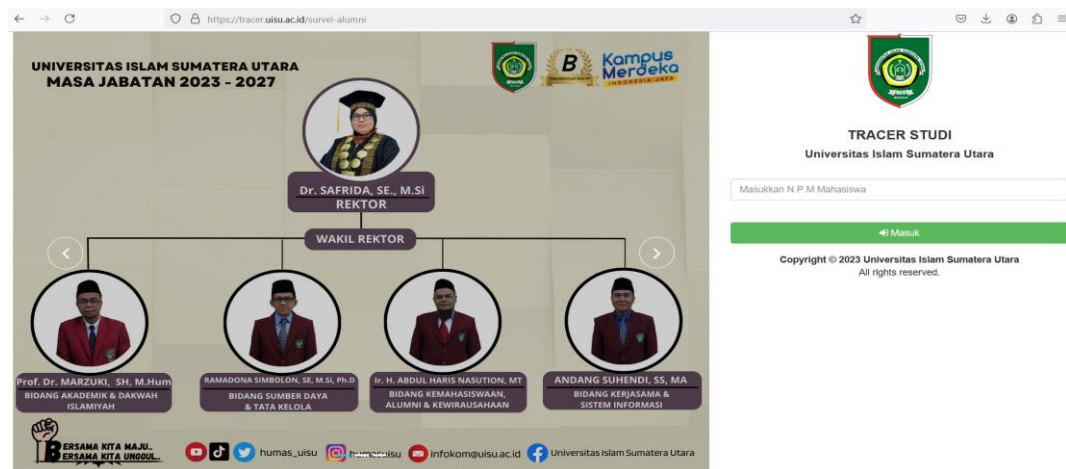 https://tracer.uisu.ac.id/survei-alumni
UNIVERSITAS ISLAM SUMATERA UTARA
MASA JABATAN 2023 - 2027
B
Kampus
Merdeka
INDONESIA JAYA
Dr. SAFRIDA, SE., M.Si
REKTOR
WAKIL REKTOR
Prof. Dr. MARZUKI, SH, M.Hum
BIDANG AKADEMIK & DAKWAH
ISLAMIYAH
RAMADONA SIMBOLON, SE, M.Si, Ph.D
BIDANG SUMBER DAYA
& TATA KELOLA
Ir. H. ABDUL HARIS NASUTION, MT
BIDANG KEMAHASISWAAN,
ALUMNI & KEWIRAUSAHAAN
ANDANG SUHENDI, SS, MA
BIDANG KERJASAMA &
SISTEM INFORMASI
BERSAMA KITA MAJU..
BERSAMA KITA UNGGUL..
humas_uisu
humas_uisu
infokom@uisu.ac.id
Universitas Islam Sumatera Utara
TRACER STUDI
Universitas Islam Sumatera Utara
Masukkan N P M Mahasiswa
Masuk
Copyright © 2023 Universitas Islam Sumatera Utara
All rights reserved.